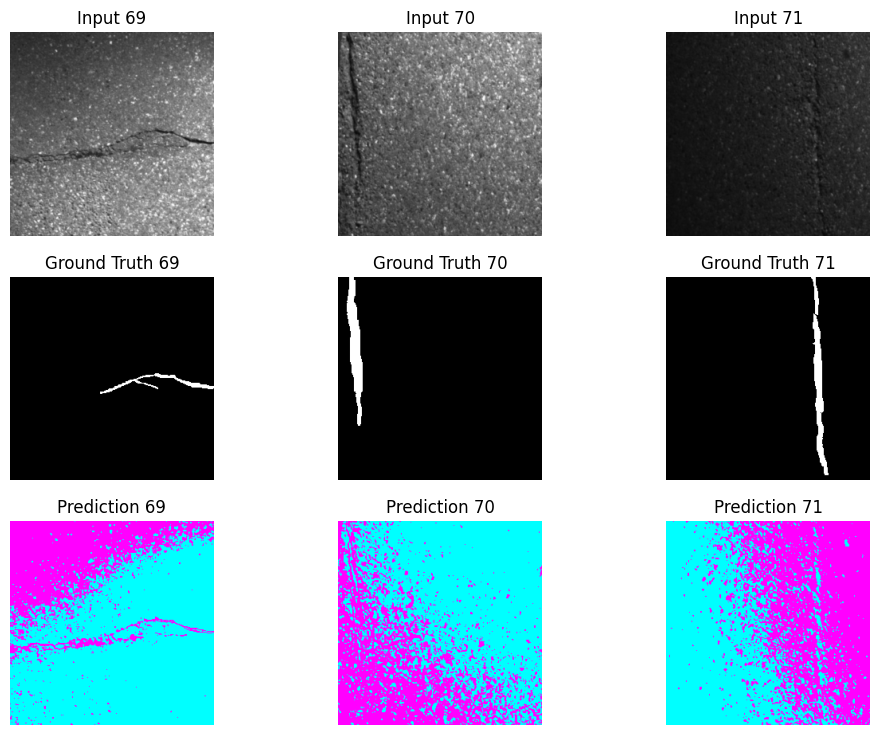 Input 69
Input 70
Input 71
Ground Truth 69
Ground Truth 70
Ground Truth 71
Prediction 69
Prediction 70
Prediction 71